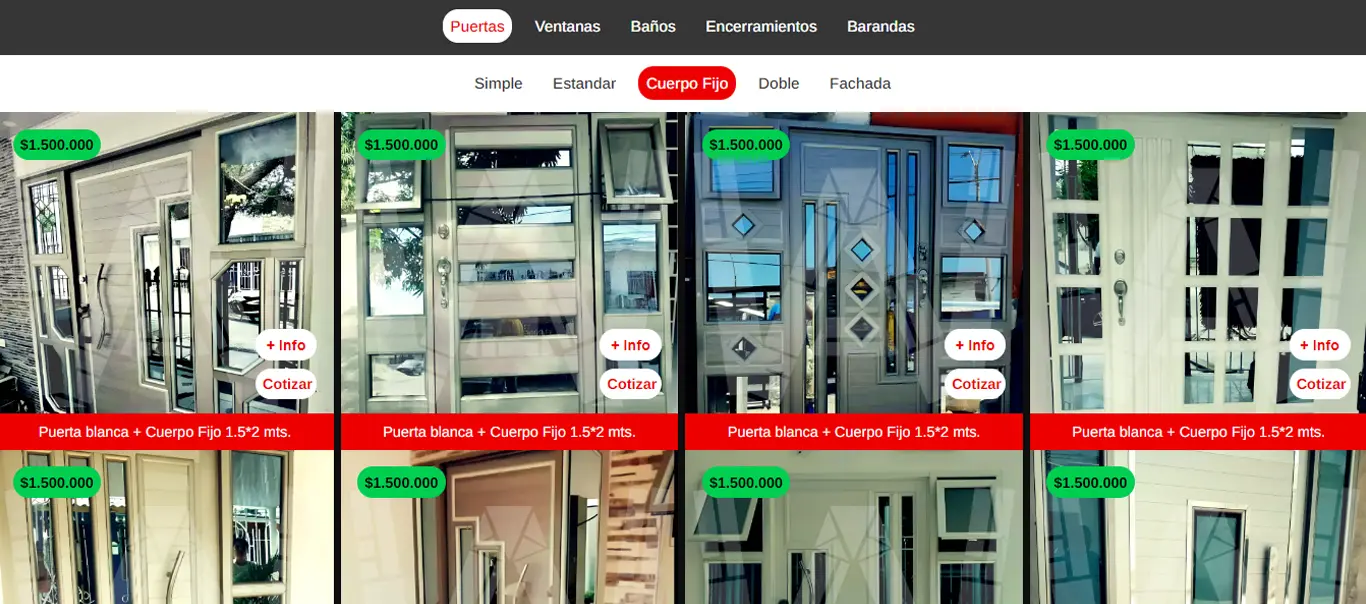 Puertas Ventanas Baños Encerramientos Barandas
Simple Estandar Cuerpo Fijo Doble Fachada
$1.500.000 $1.500.000 $1.500.000 $1.500.000
+ Info + Info + Info + Info
Cotizar Cotizar Cotizar Cotizar
Puerta blanca + Cuerpo Fijo 1.5*2 mts. Puerta blanca + Cuerpo Fijo 1.5*2 mts. Puerta blanca + Cuerpo Fijo 1.5*2 mts. Puerta blanca + Cuerpo Fijo 1.5*2 mts.
$1.500.000 $1.500.000 $1.500.000 $1.500.000